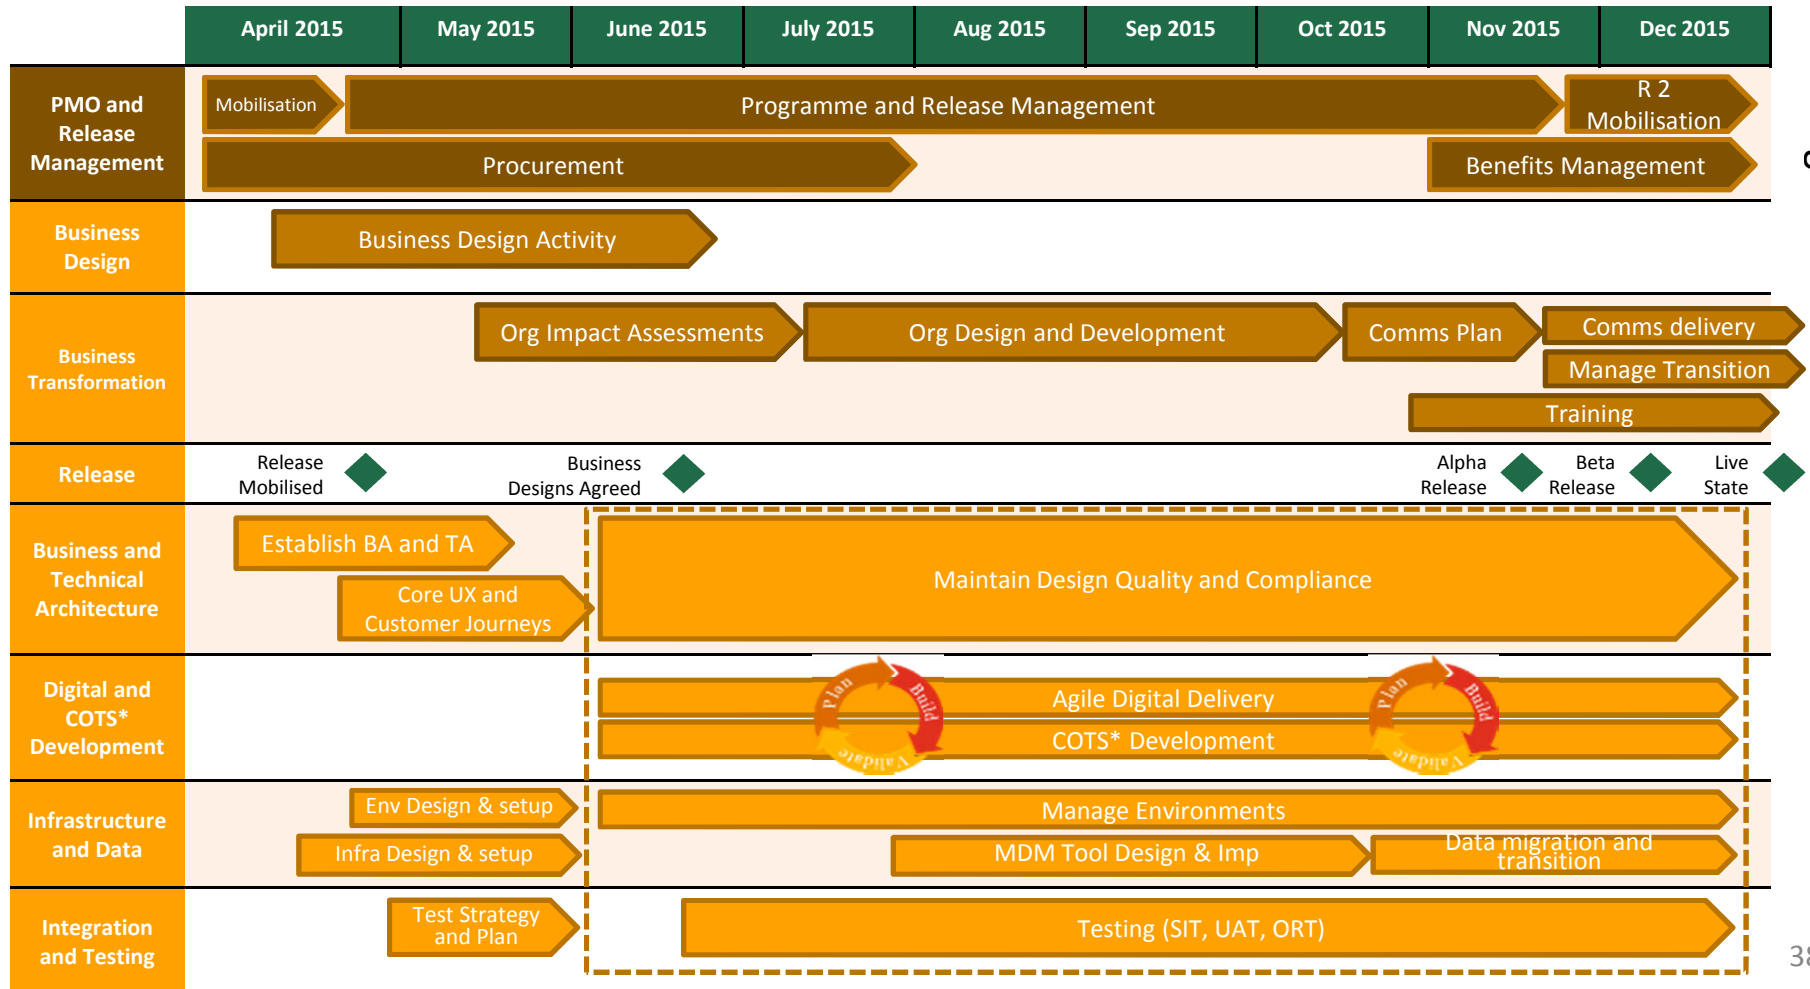 April 2015
May 2015
June 2015
July 2015
Aug 2015
Sep 2015
Oct 2015
Nov 2015
Dec 2015
PMO and
Release
Management
Mobilisation
Programme and Release Management
R 2
Mobilisation
Procurement
Benefits Management
Business
Design
Business Design Activity
Business
Transformation
Org Impact Assessments
Org Design and Development
Comms Plan
Comms delivery
Manage Transition
Training
Release
Release
Mobilised
Business
Designs Agreed
Alpha
Release
Beta
Release
Live
State
Business and
Technical
Architecture
Establish BA and TA
Core UX and
Customer Journeys
Maintain Design Quality and Compliance
Digital and
COTS*
Development
Plan
Build
Validate
Agile Digital Delivery
COTS* Development
Plan
Build
Validate
Infrastructure
and Data
Env Design & setup
Manage Environments
Infra Design & setup
MDM Tool Design & Imp
Data migration and
transition
Integration
and Testing
Test Strategy
and Plan
Testing (SIT, UAT, ORT)
38